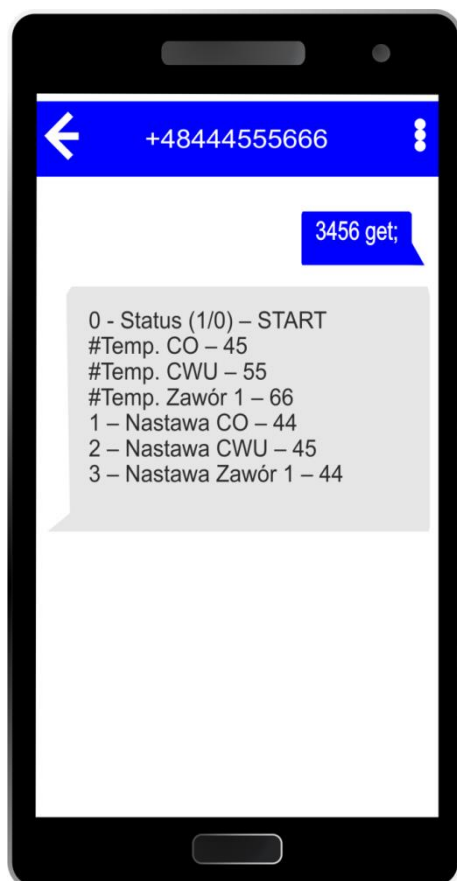 +48444555666
3456 get;
0 - Status (1/0) – START
#Temp. CO – 45
#Temp. CWU – 55
#Temp. Zawór 1 – 66
1 – Nastawa CO – 44
2 – Nastawa CWU – 45
3 – Nastawa Zawór 1 – 44